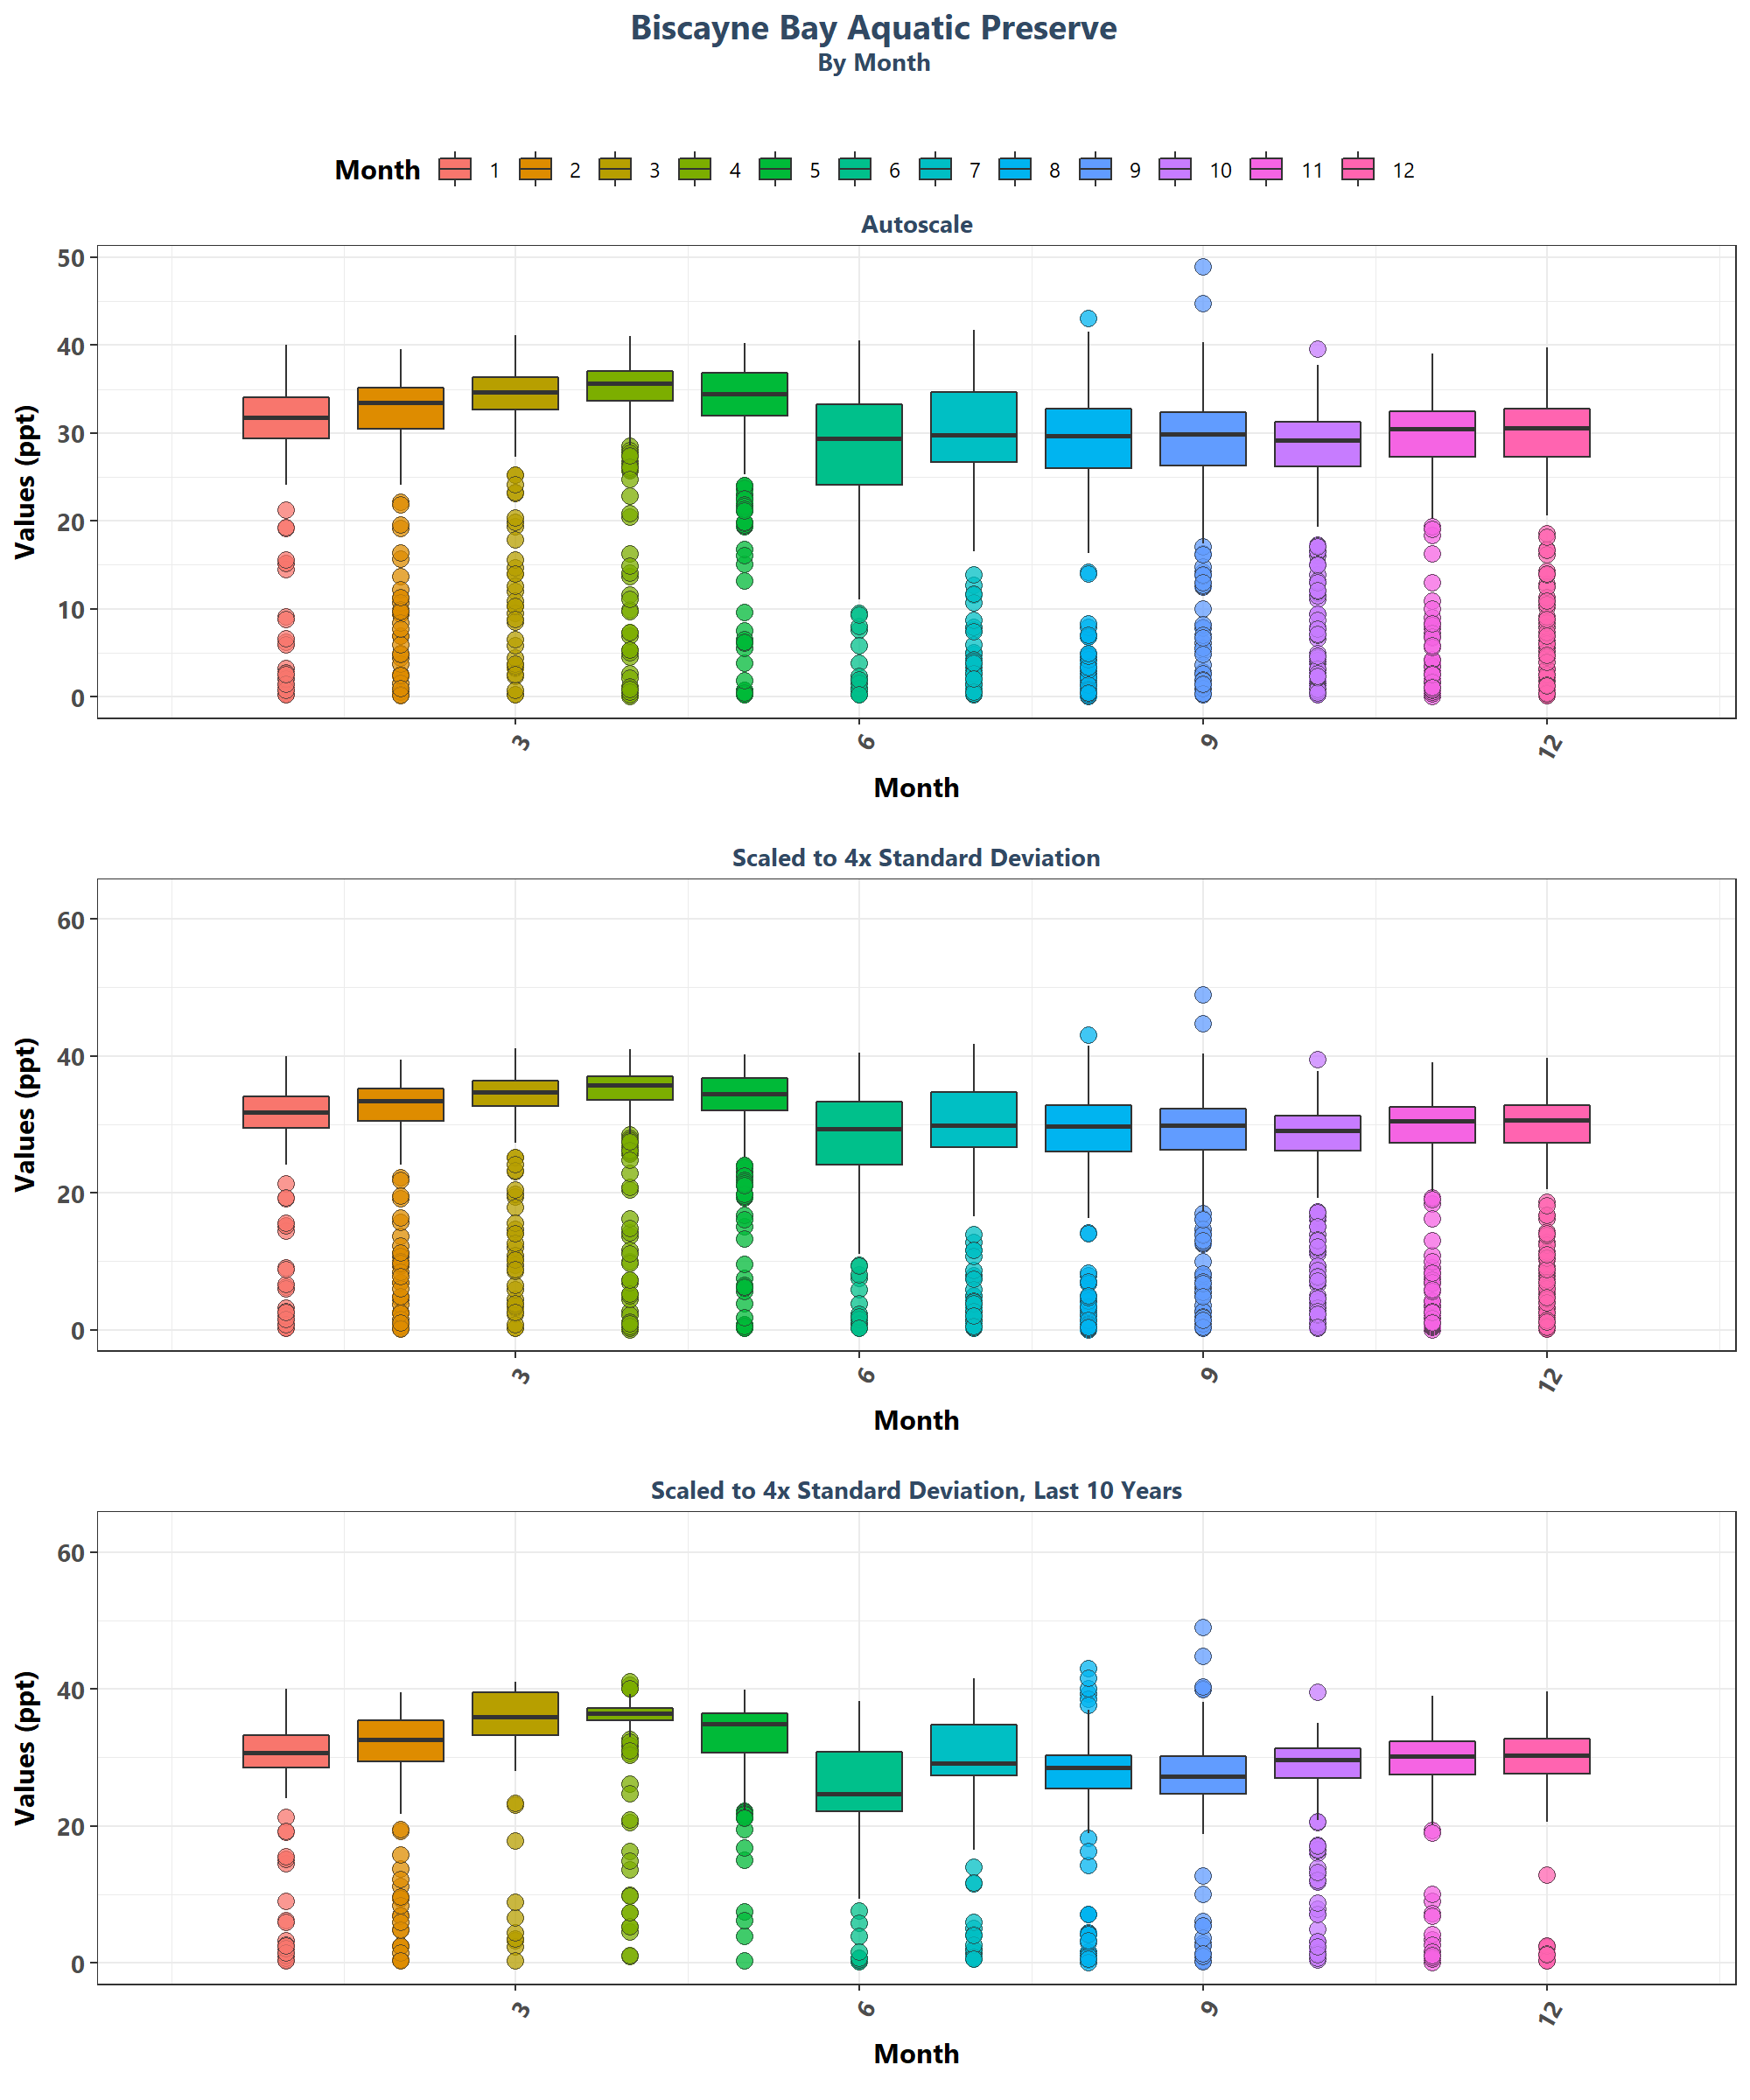 Biscayne Bay Aquatic Preserve
By Month
Month 1 2 3 4 5 6 7 8 9 10 11 12
Autoscale
Values (ppt)
50
40
30
20
10
0
3 6 9 12
Month
Scaled to 4x Standard Deviation
Values (ppt)
60
40
20
0
3 6 9 12
Month
Scaled to 4x Standard Deviation, Last 10 Years
Values (ppt)
60
40
20
0
3 6 9 12
Month